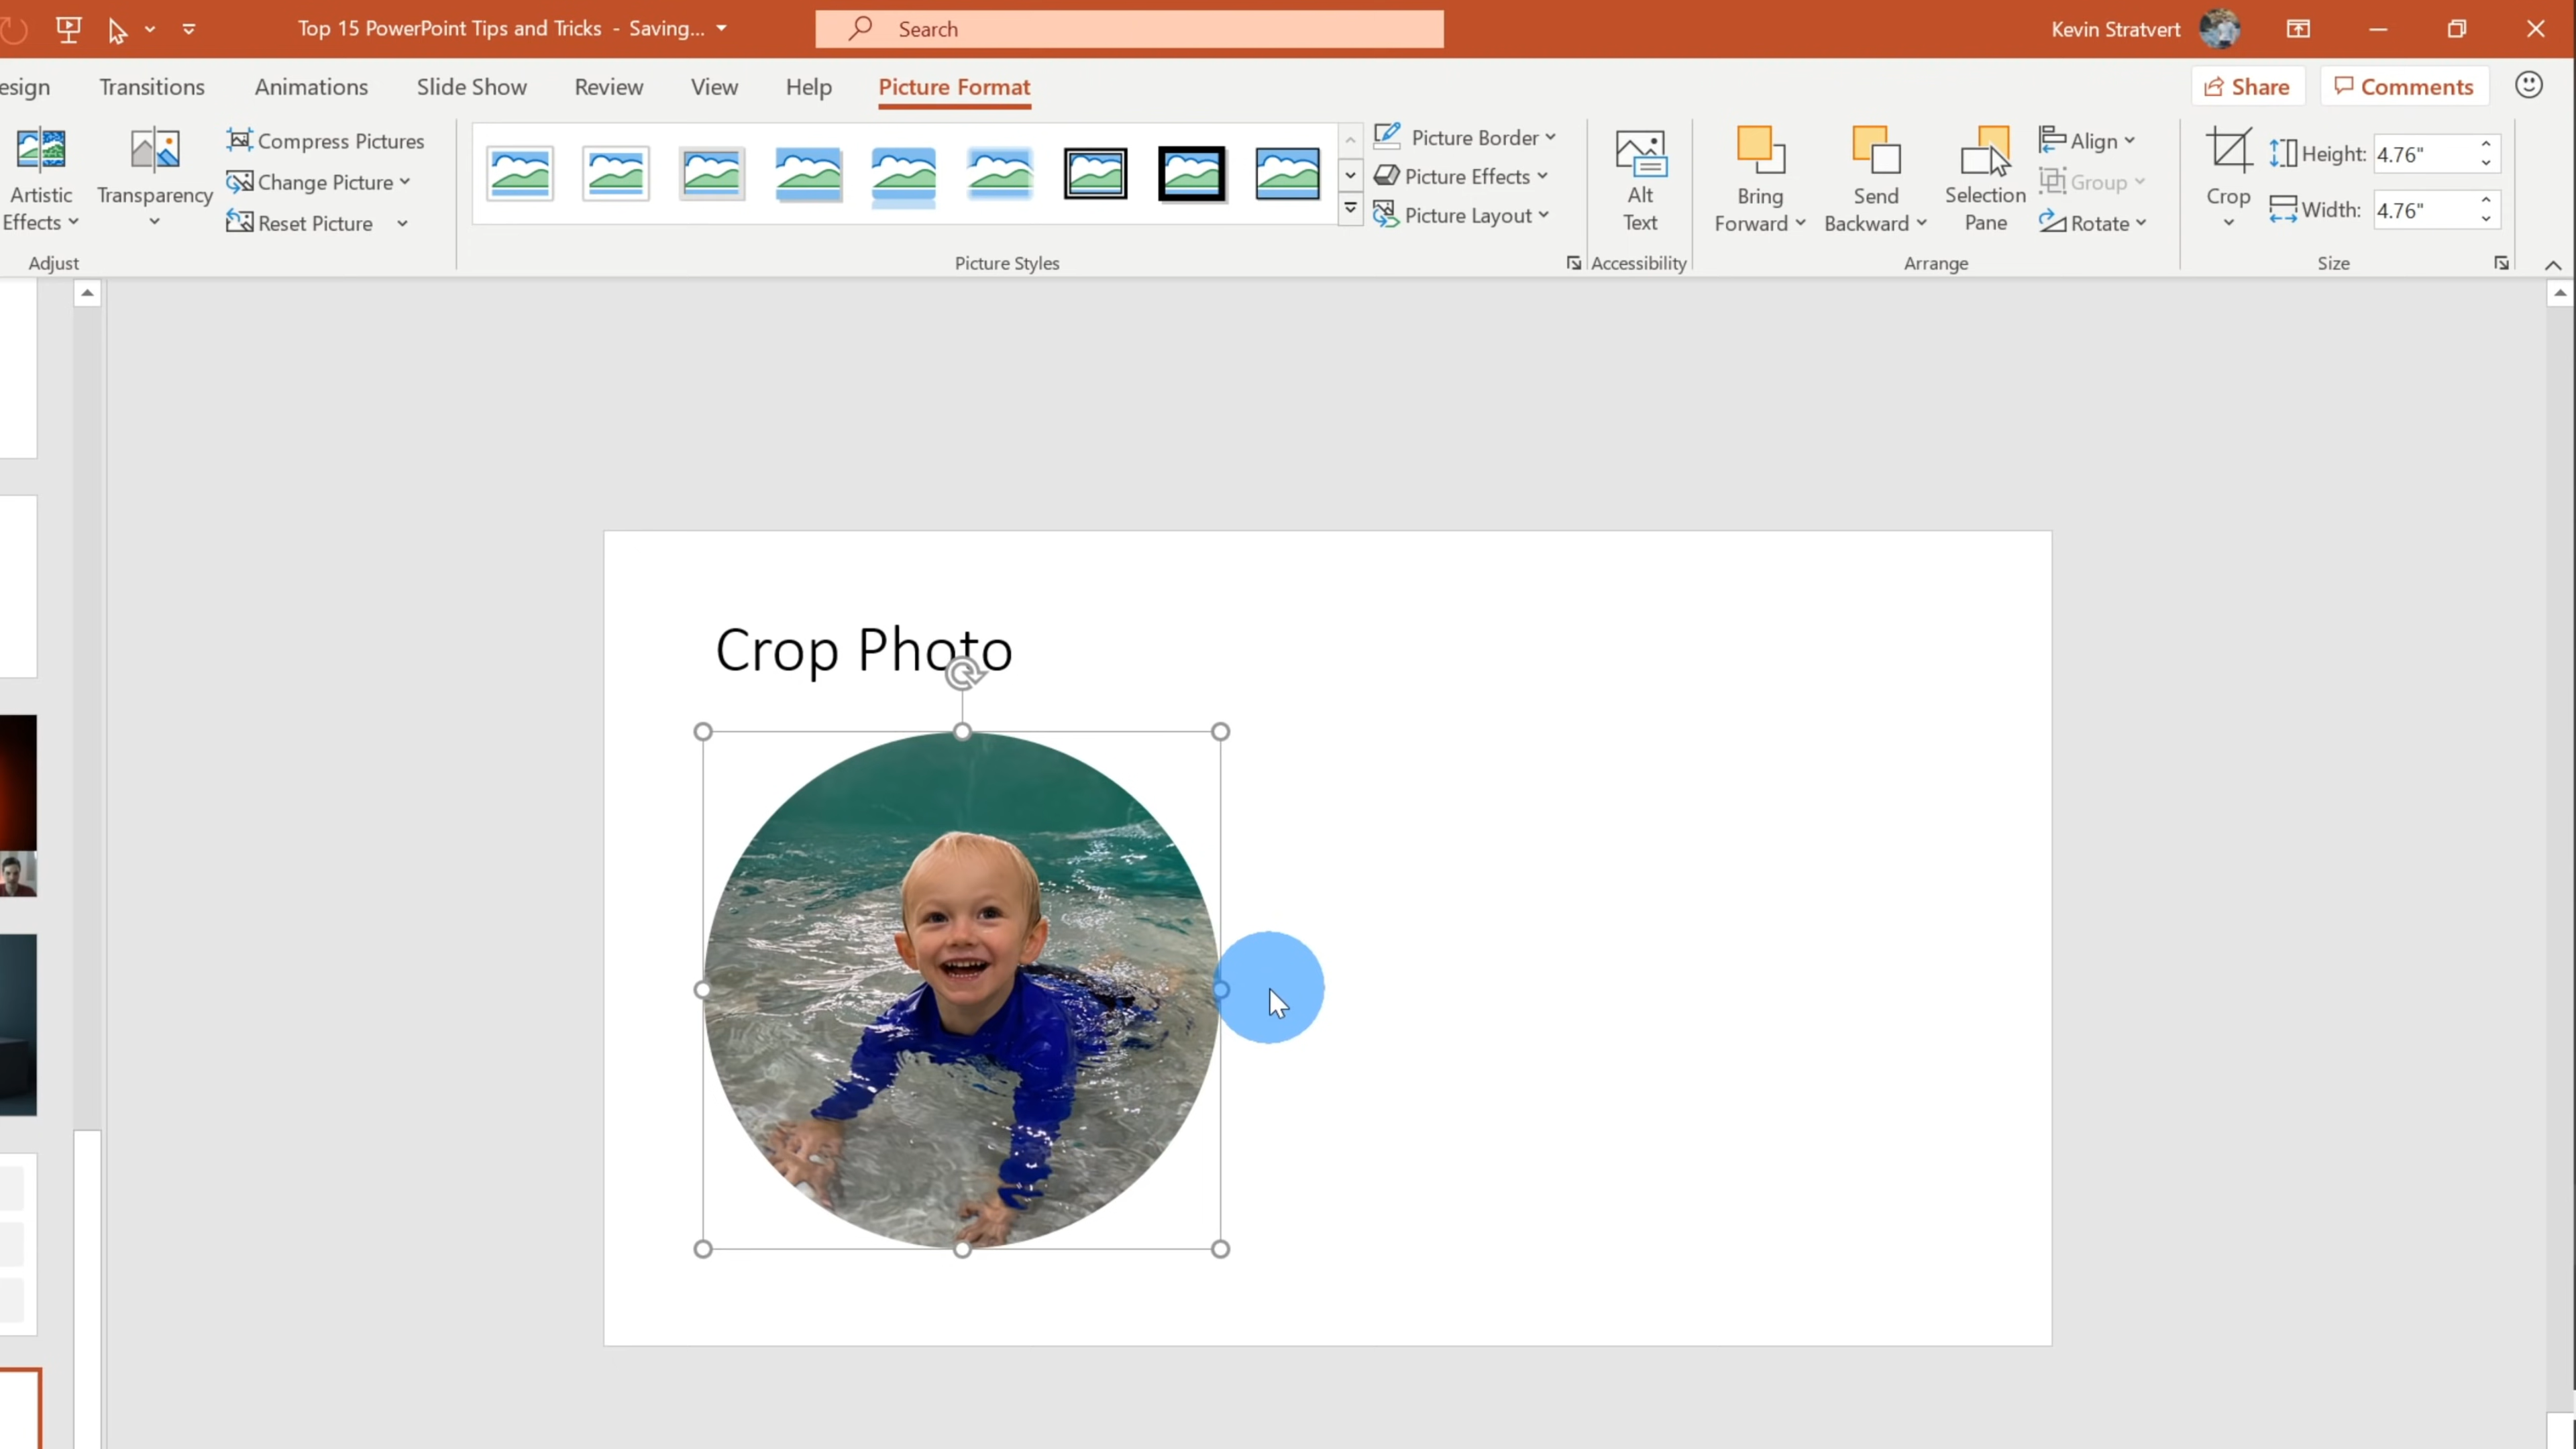 Top 15 PowerPoint Tips and Tricks - Saving...
Search
Kevin Stratvert
esign
Transitions
Animations
Slide Show
Review
View
Help
Picture Format
Share
Comments
Artistic
Effects
Transparency
Compress Pictures
Change Picture
Reset Picture
Adjust
Picture Border
Picture Effects
Picture Layout
Picture Styles
Alt
Text
Accessibility
Bring
Forward
Send
Backward
Selection
Pane
Align
Group
Rotate
Arrange
Crop
Height: 4.76"
Width: 4.76"
Size
Crop Photo